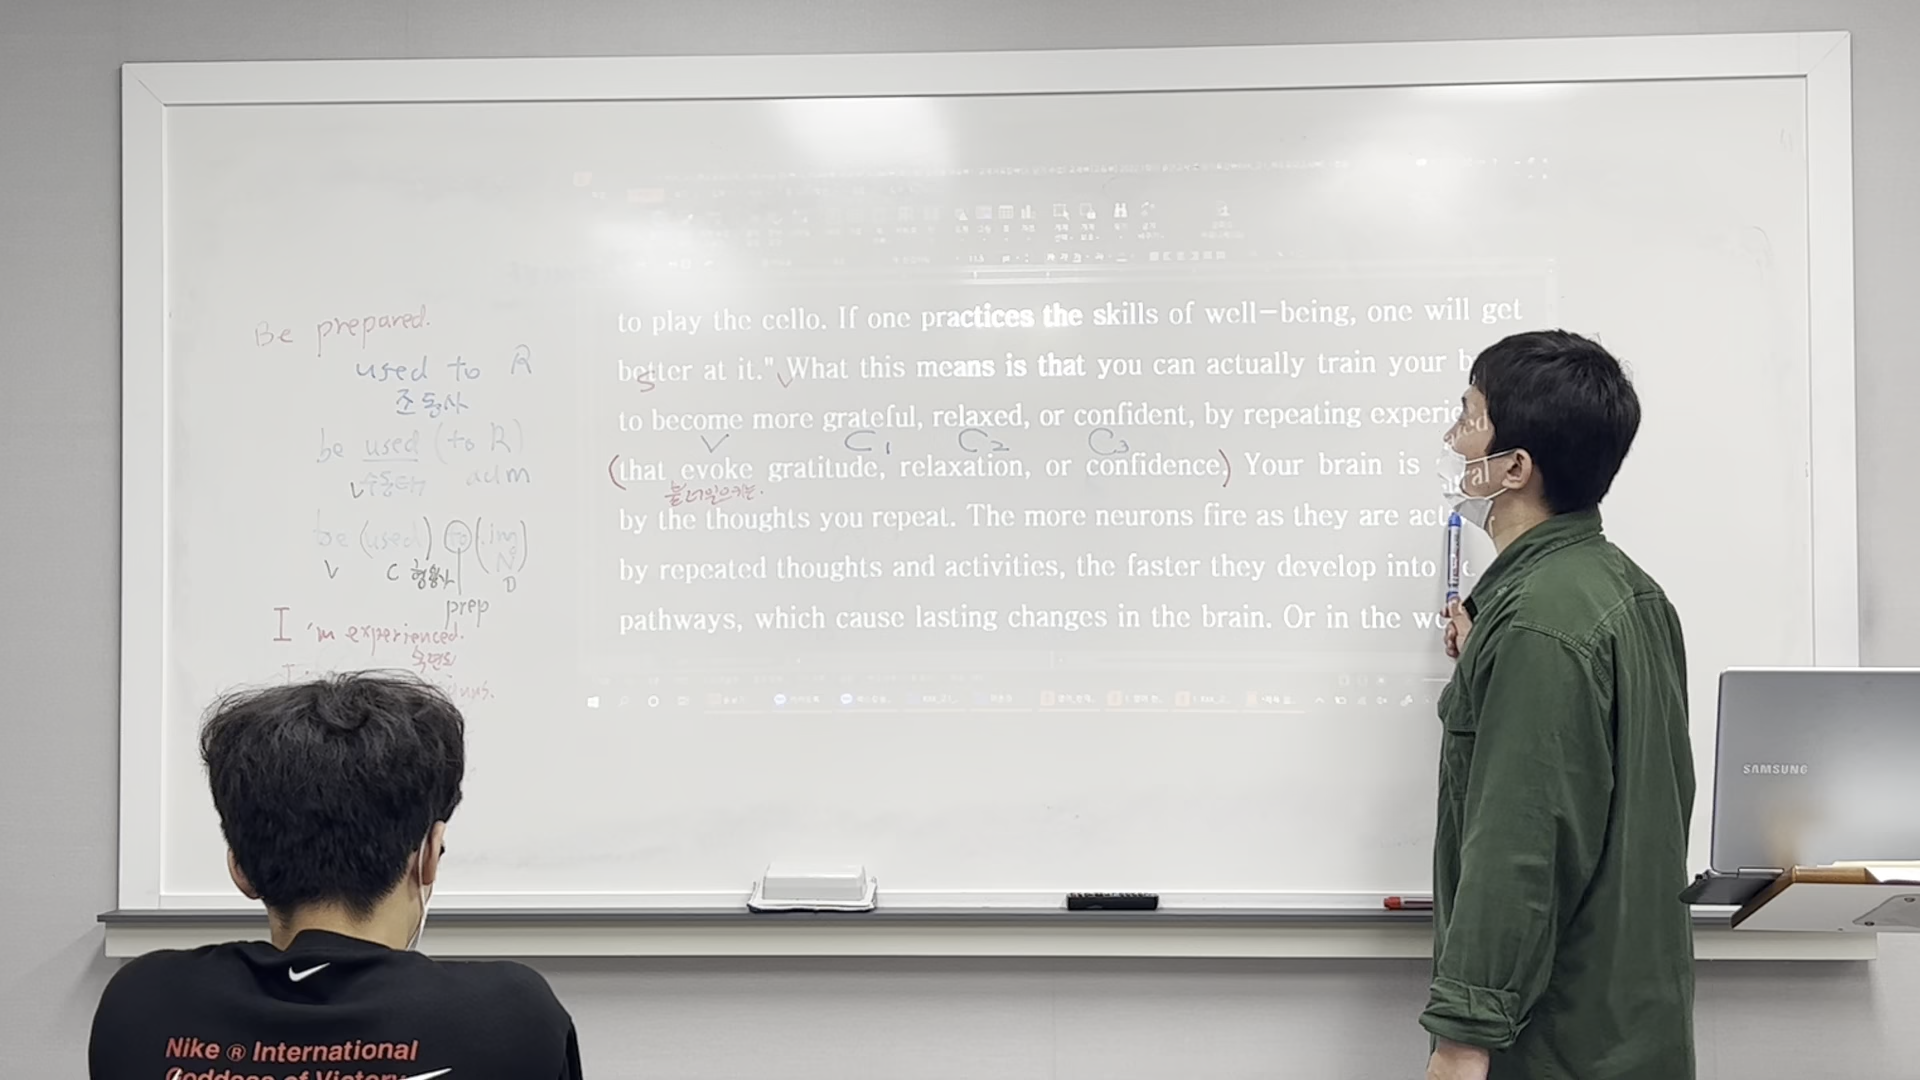 Be prepared.
used to R
조동사
be used (to R)
수동태 adm
be (used) to (ing
N)
V C 형용사 D
prep
I 'm experienced.
숙련된
to play the cello. If one practices the skills of well-being, one will get
better at it." What this means is that you can actually train your
S V
to become more grateful, relaxed, or confident, by repeating
V C1 C2 C3
(that evoke gratitude, relaxation, or confidence.) Your brain is
불러일으키는.
by the thoughts you repeat. The more neurons fire as they are
by repeated thoughts and activities, the faster they develop into
pathways, which cause lasting changes in the brain. Or in the
SAMSUNG
Nike ® International
Goddess of Victory